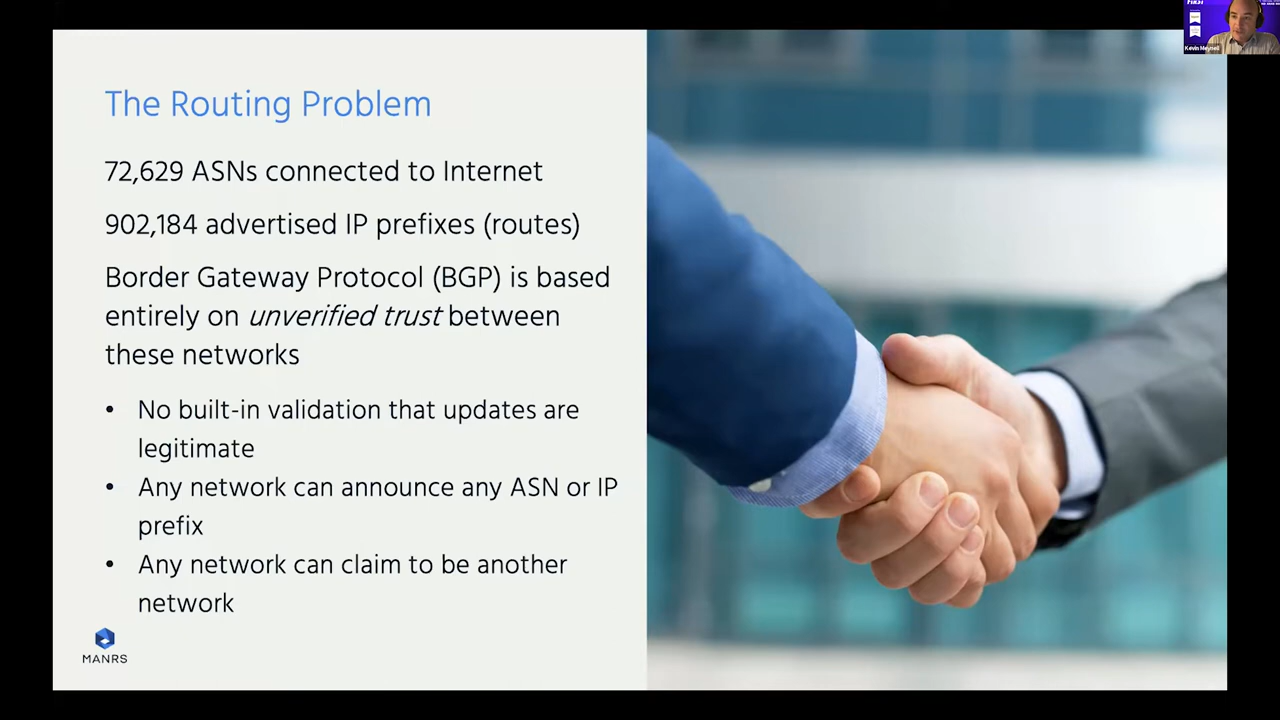 The Routing Problem
72,629 ASNs connected to Internet
902,184 advertised IP prefixes (routes)
Border Gateway Protocol (BGP) is based
entirely on unverified trust between
these networks
• No built-in validation that updates are
legitimate
• Any network can announce any ASN or IP
prefix
• Any network can claim to be another
network
MANRS
Kevin Meynell